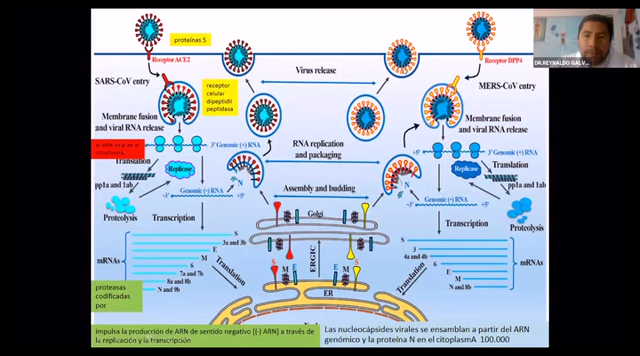 proteínas S
DR.REYNALDO GALV...
Receptor ACE2
Receptor DPP4
Virus release
SARS-CoV entry
MERS-CoV entry
receptor
celular
dipeptidil
peptidasa
Membrane fusion
and viral RNA release
Membrane fusion
and viral RNA release
citoplasma
3' Genomic (+) RNA
RNA replication
and packaging
Genomic (+) RNA
Translation
Translation
Replicase
Replicase
pp1a and 1ab
pp1a and 1ab
Genomic (-) RNA
Genomic (-) RNA
N
N
Assembly and budding
Proteolysis
Proteolysis
Golgi
Transcription
Transcription
mRNAs
S
3a and 3b
E
M
6
7a and 7b
8a and 8b
N and 9b
S
3
4a and 4b
6
E
M
N and 8b
mRNAs
ERGIC
S
M
E
E
M
S
Translation
Translation
ER
proteasas
codificadas
por
impulsa la producción de ARN de sentido negativo [(-) ARN] a través de
la replicación y la transcripción
Las nucleocápsides virales se ensamblan a partir del ARN
genómico y la proteína N en el citoplasmA 100.000